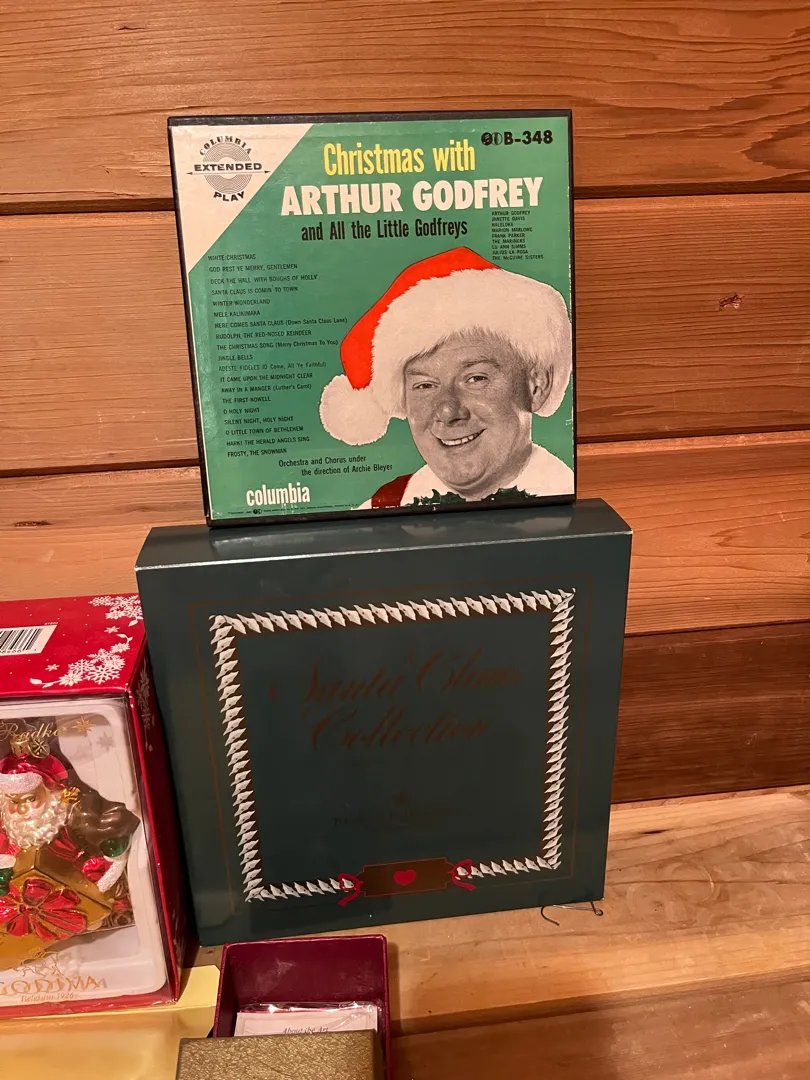 COLUMBIA
EXTENDED
PLAY
B-348
Christmas with
ARTHUR GODFREY
and All the Little Godfreys
ARTHUR GODFREY
JANETTE DAVIS
HALELOKE
MARION MARLOWE
FRANK PARKER
THE MARINERS
LU ANN SIMMS
JULIUS LA ROSA
THE McGUIRE SISTERS
WHITE CHRISTMAS
GOD REST YE MERRY, GENTLEMEN
DECK THE HALL WITH BOUGHS OF HOLLY
SANTA CLAUS IS COMIN' TO TOWN
WINTER WONDERLAND
MELE KALIKIMAKA
HERE COMES SANTA CLAUS (Down Santa Claus Lane)
RUDOLPH, THE RED-NOSED REINDEER
THE CHRISTMAS SONG (Merry Christmas To You)
JINGLE BELLS
ADESTE FIDELES (O Come, All Ye Faithful)
IT CAME UPON THE MIDNIGHT CLEAR
AWAY IN A MANGER (Luther's Carol)
THE FIRST NOWELL
O HOLY NIGHT
SILENT NIGHT, HOLY NIGHT
O LITTLE TOWN OF BETHLEHEM
HARK! THE HERALD ANGELS SING
FROSTY, THE SNOWMAN
Orchestra and Chorus under
the direction of Archie Bleyer
columbia
Santa Claus
Collection
Radko
GODIVA
Belgium 1926
About the Art